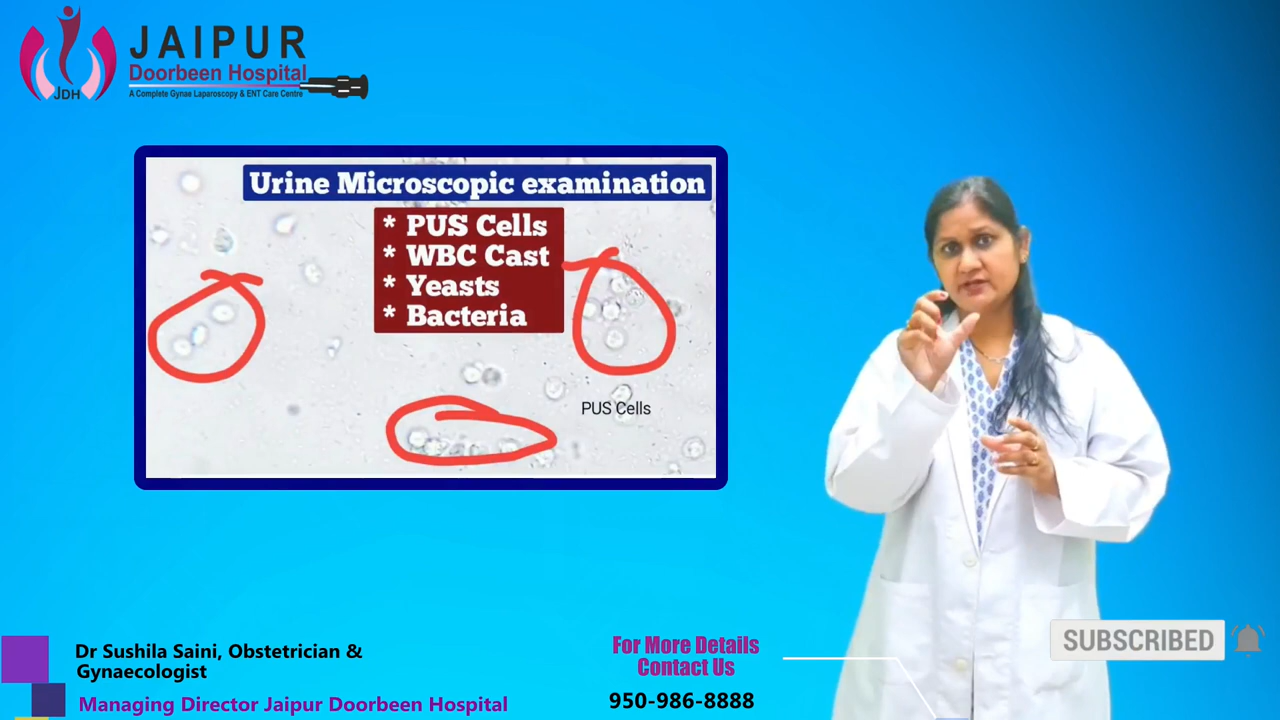 JAIPUR
Doorbeen Hospital
A Complete Gynae Laparoscopy & ENT Care Centre
JDH
Urine Microscopic examination
* PUS Cells
* WBC Cast
* Yeasts
* Bacteria
PUS Cells
Dr Sushila Saini, Obstetrician &
Gynaecologist
Managing Director Jaipur Doorbeen Hospital
For More Details
Contact Us
950-986-8888
SUBSCRIBED